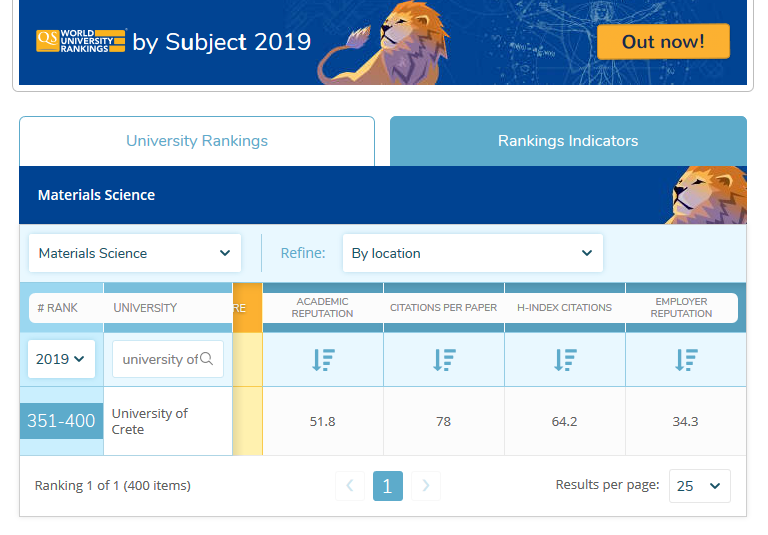 QS WORLD UNIVERSITY RANKINGS by Subject 2019
Out now!
University Rankings
Rankings Indicators
Materials Science
Materials Science
Refine:
By location
# RANK
UNIVERSITY
RE
ACADEMIC REPUTATION
CITATIONS PER PAPER
H-INDEX CITATIONS
EMPLOYER REPUTATION
2019
university of
351-400
University of
Crete
51.8
78
64.2
34.3
Ranking 1 of 1 (400 items)
1
Results per page:
25